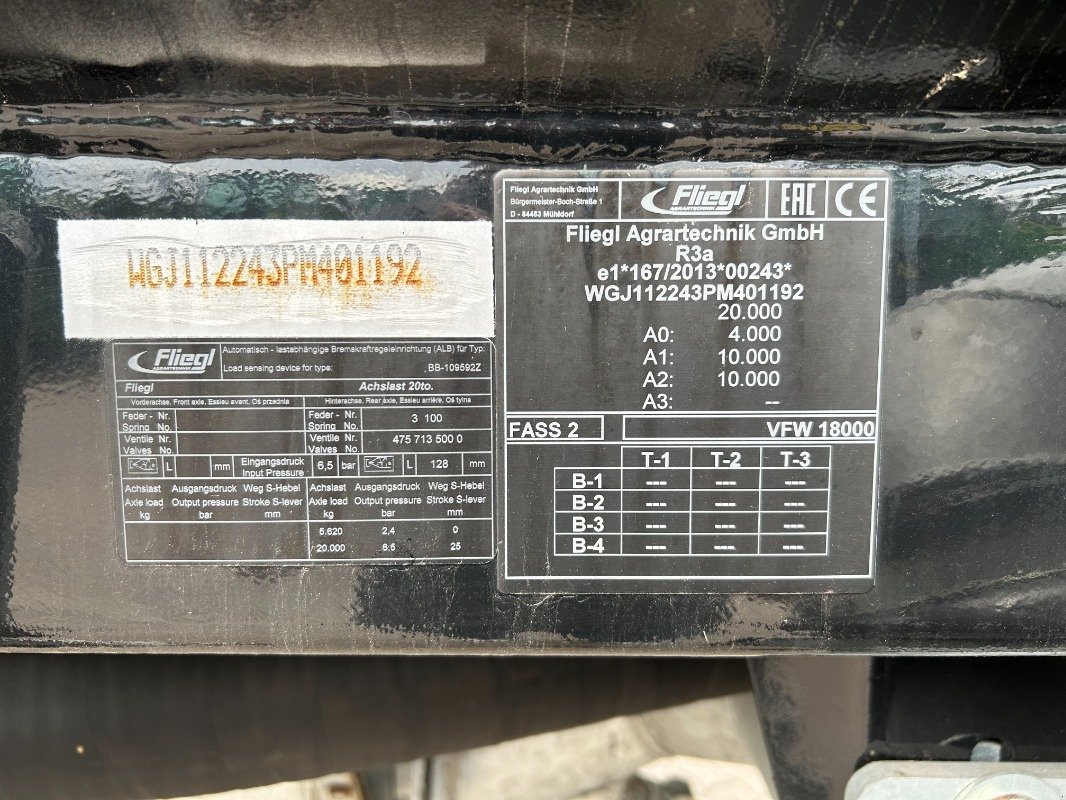 WGJ112243PM401192
Fliegl
AGRARTECHNIK
Automatisch - lastabhängige Bremskraftregeleinrichtung (ALB) für Typ:
Load sensing device for type: BB-109592Z
Fliegl Achslast 20to.
Vorderachse, Front axle, Essieu avant, Oś przednia Hinterachse, Rear axle, Essieu arrière, Oś tylna
Feder - Nr. Feder - Nr. 3 100
Spring No. Spring No.
Ventile Nr. Ventile Nr. 475 713 500 0
Valves No. Valves No.
L mm Eingangsdruck 6,5 bar L 128 mm
Input Pressure
Achslast Ausgangsdruck Weg S-Hebel Achslast Ausgangsdruck Weg S-Hebel
Axle load Output pressure Stroke S-lever Axle load Output pressure Stroke S-lever
kg bar mm kg bar mm
2,4 0
20.000 6.5 25
Fliegl Agrartechnik GmbH
Bürgermeister-Boch-Straße 1
D - 84453 Mühldorf
Fliegl
AGRARTECHNIK
EAC CE
Fliegl Agrartechnik GmbH
R3a
e1*167/2013*00243*
WGJ112243PM401192
20.000
A0: 4.000
A1: 10.000
A2: 10.000
A3: --
FASS 2 VFW 18000
T-1 T-2 T-3
B-1 --- --- ---
B-2 --- --- ---
B-3 --- --- ---
B-4 --- --- ---